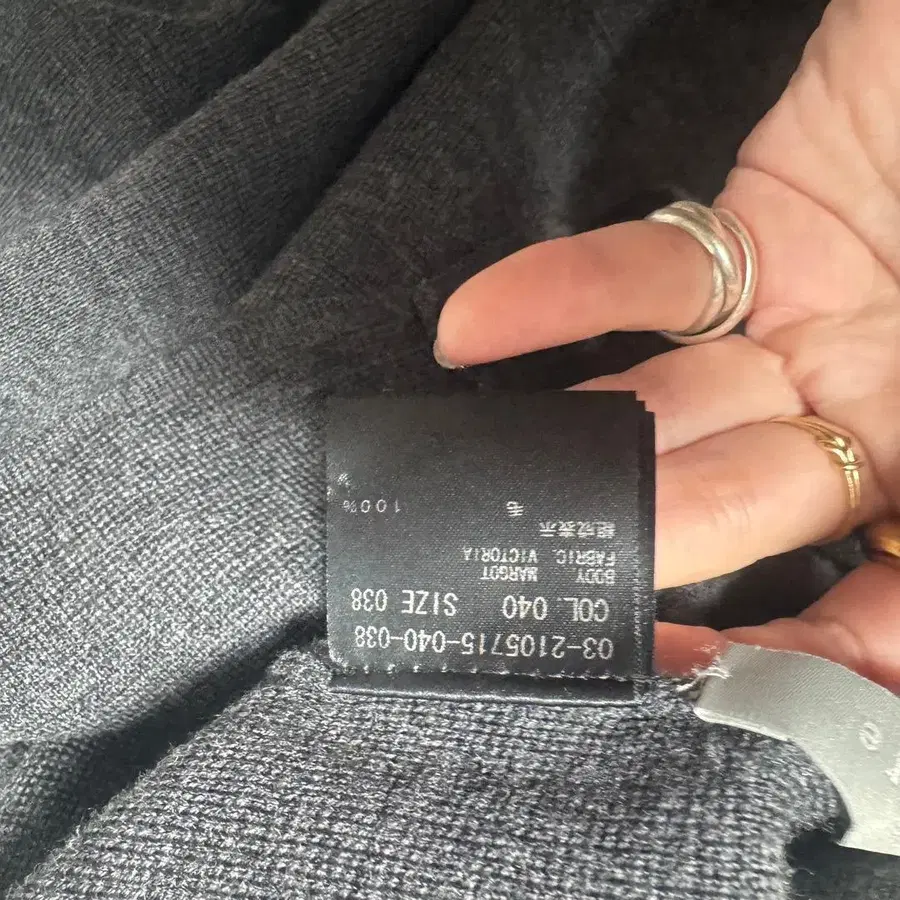 03-2105715-040-038
COL 040 SIZE 038
BODY MARGOT
FABRIC. VICTORIA
組成表示
毛 100%